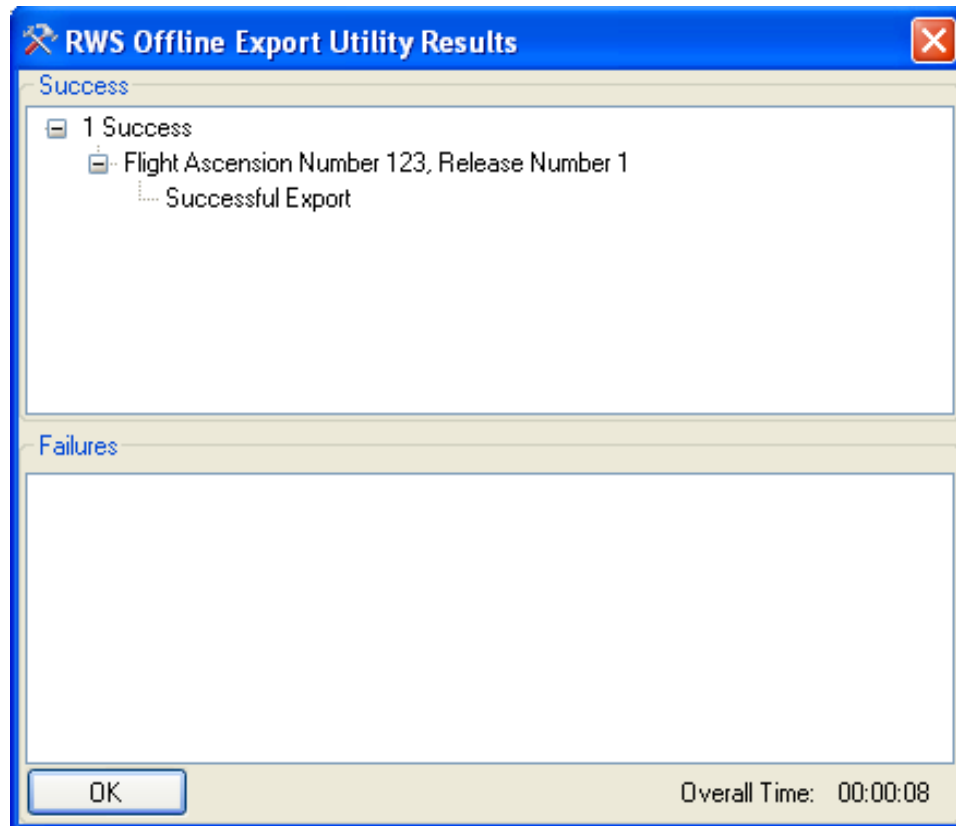 RWS Offline Export Utility Results
Success
1 Success
Flight Ascension Number 123, Release Number 1
Successful Export
Failures
OK
Overall Time: 00:00:08